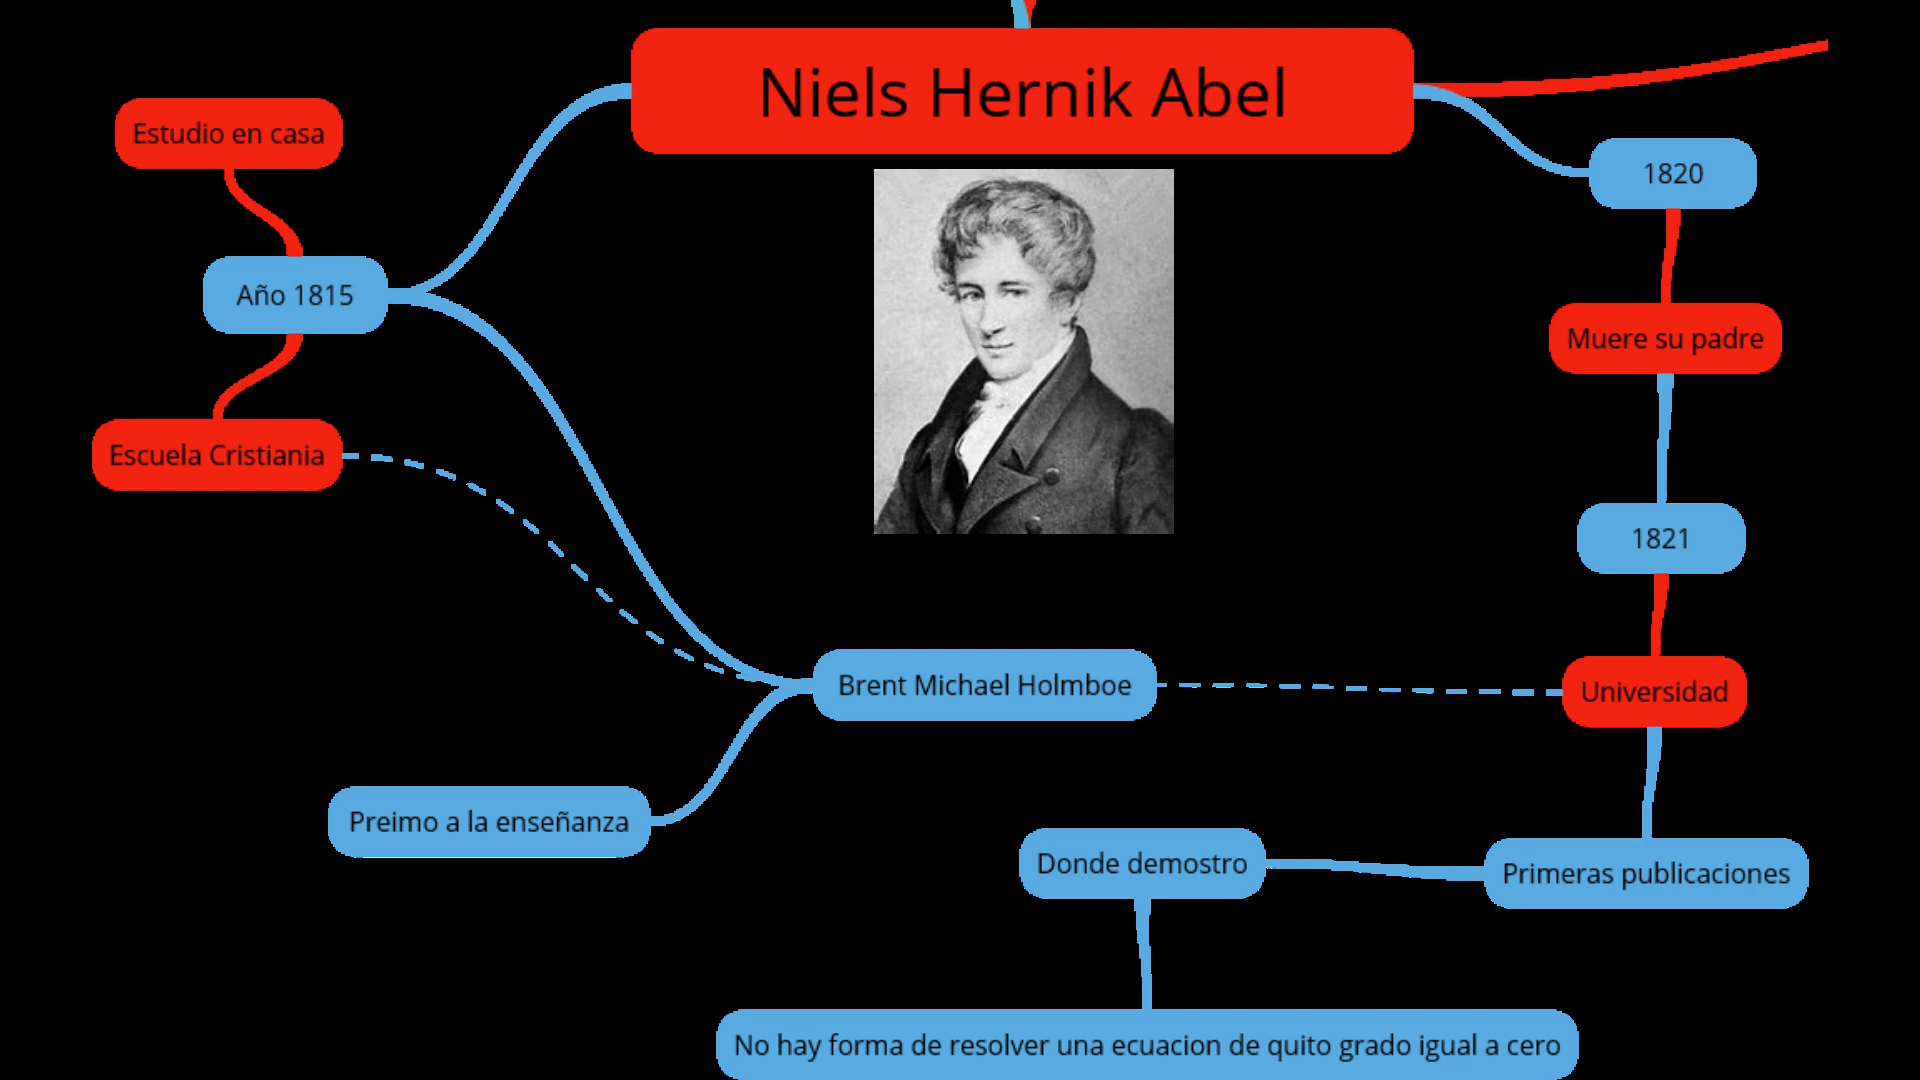 Niels Hernik Abel
Estudio en casa
Año 1815
Escuela Cristiania
1820
Muere su padre
1821
Universidad
Brent Michael Holmboe
Preimo a la enseñanza
Donde demostro
Primeras publicaciones
No hay forma de resolver una ecuacion de quito grado igual a cero